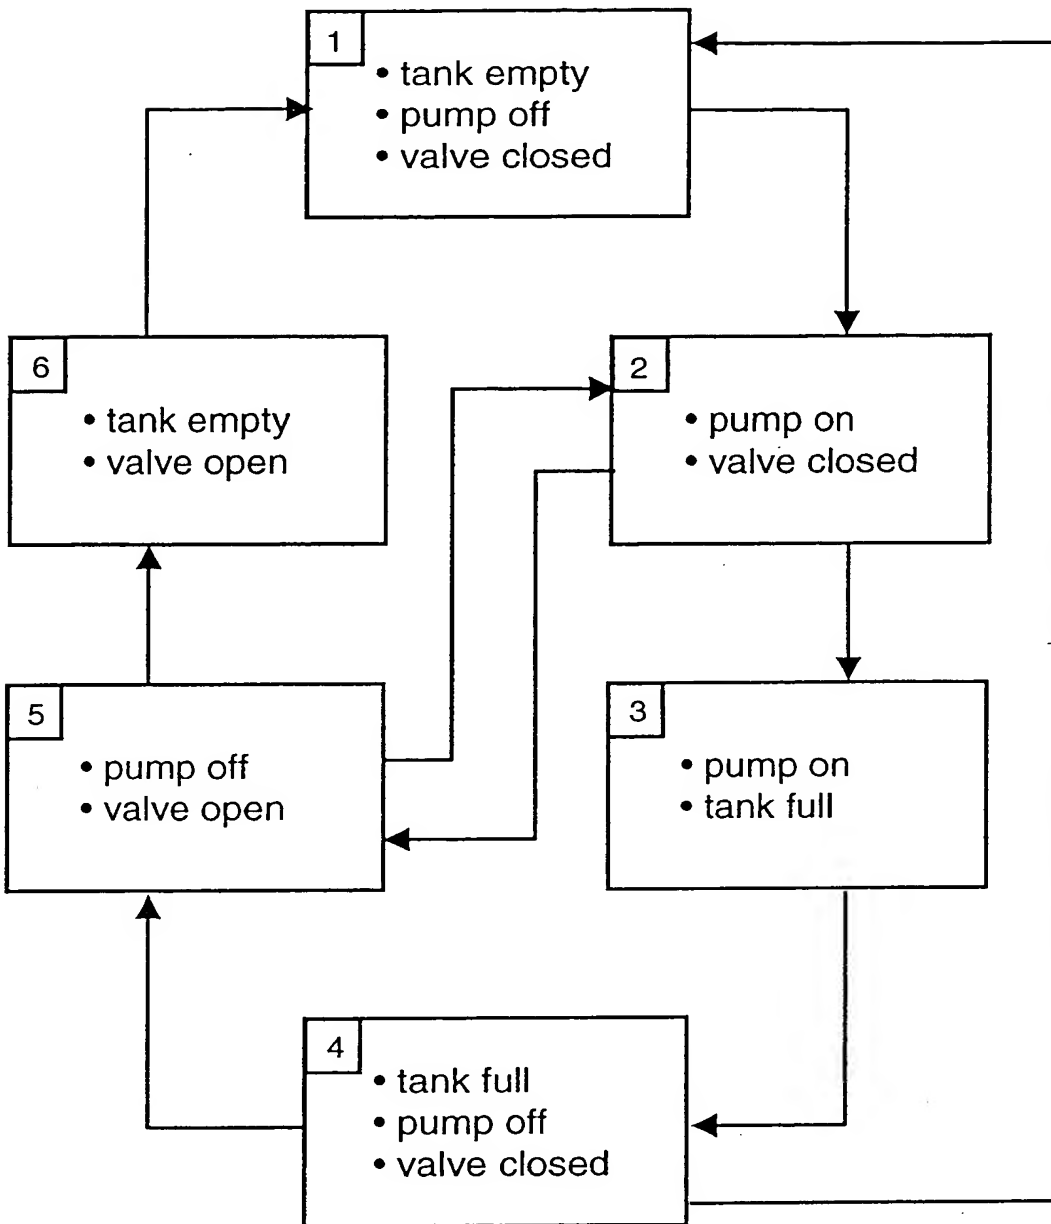 1
• tank empty
• pump off
• valve closed
6
• tank empty
• valve open
2
• pump on
• valve closed
5
• pump off
• valve open
3
• pump on
• tank full
4
• tank full
• pump off
• valve closed